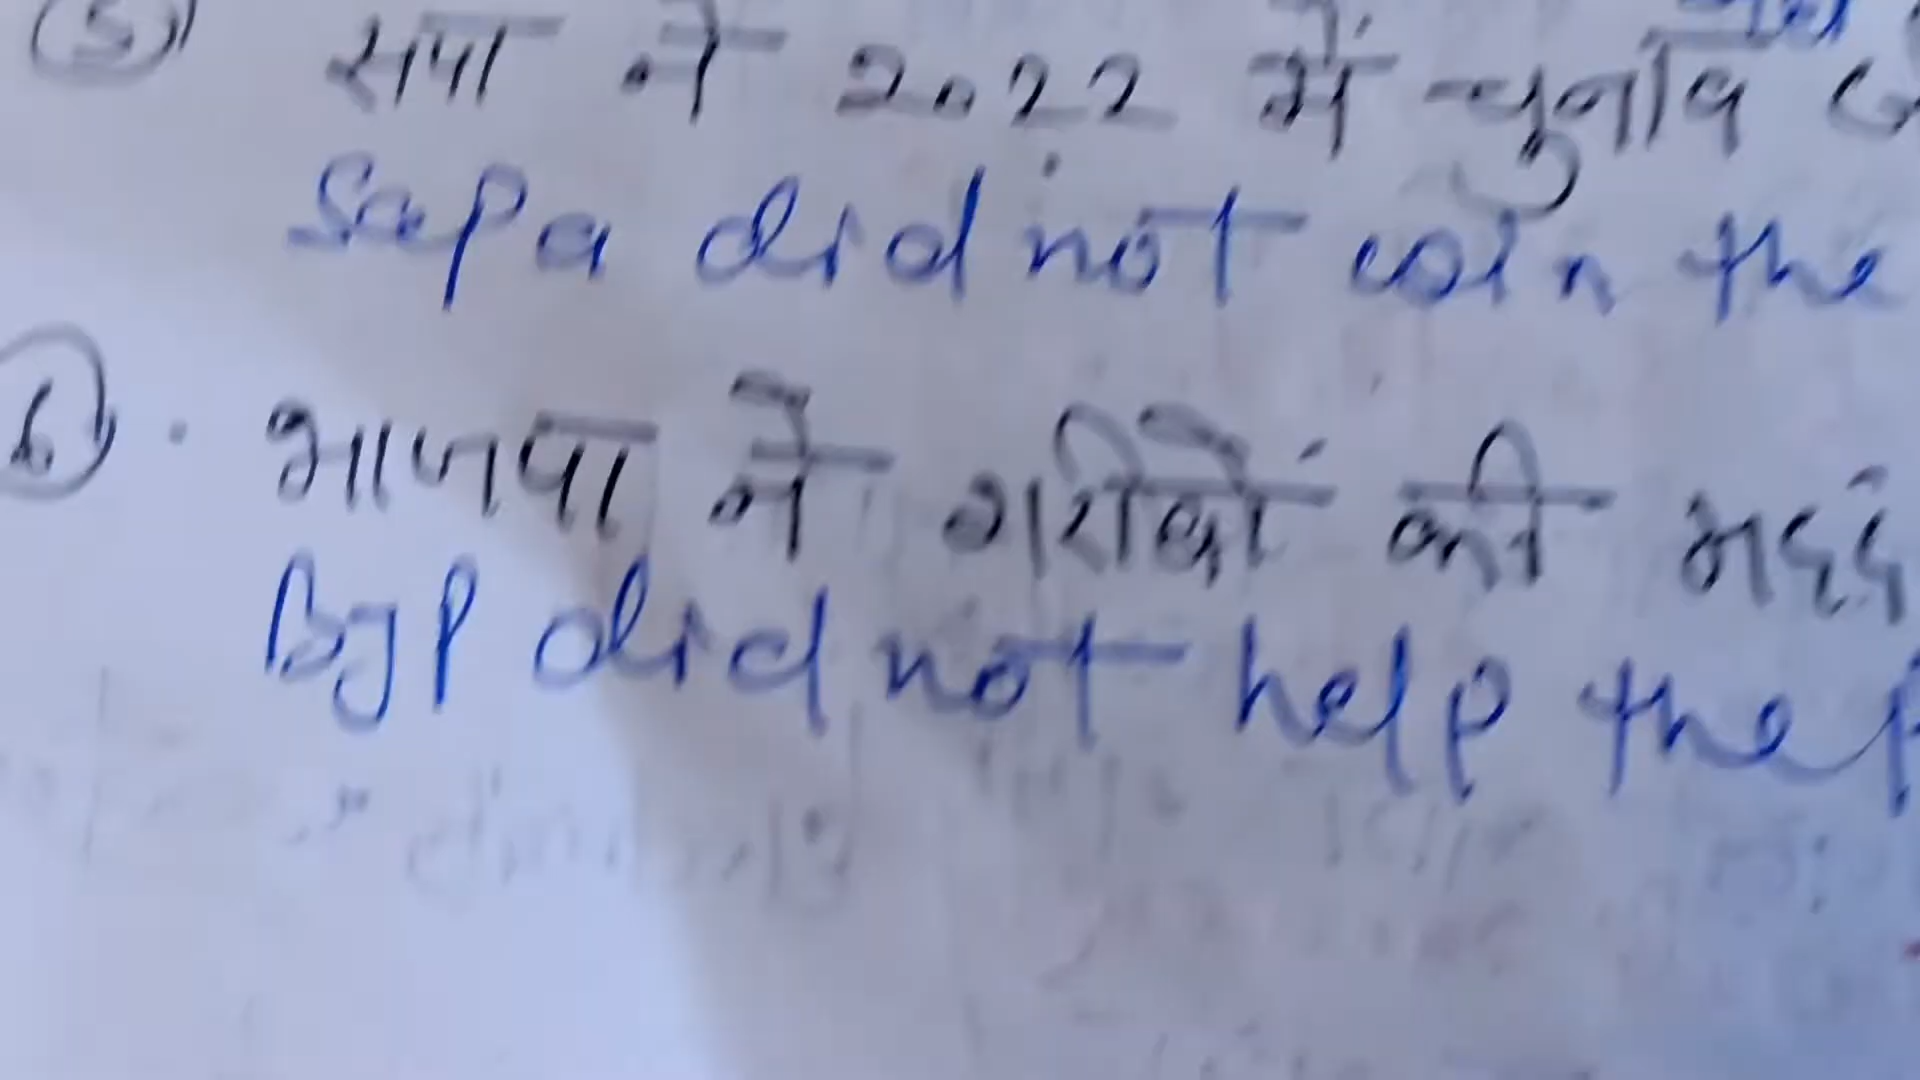 (5) सपा ने 2022 में चुनाव
Sapa did not win the
(6). भाजपा ने गरीबों की मदद
BJP did not help the